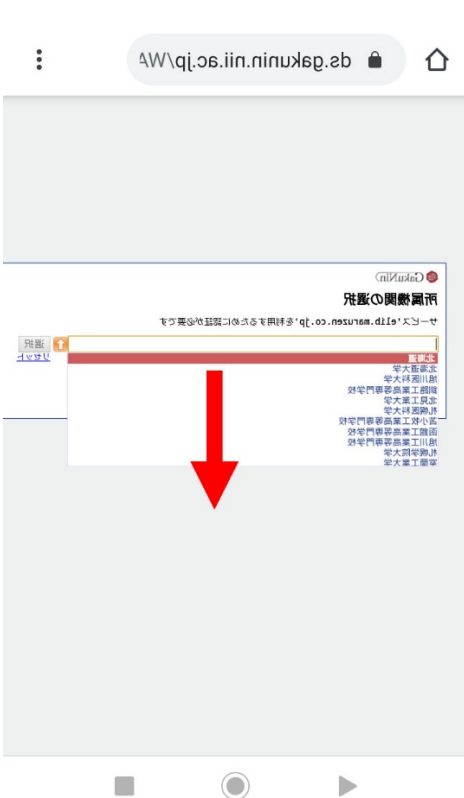 ds.gakunin.nii.ac.jp/WA
GakuNin
所属機関の選択
サービス'elib.maruzen.co.jp'を利用するために認証が必要です
選択
リセット
北海道
北海道大学
旭川医科大学
釧路工業高等専門学校
北見工業大学
札幌医科大学
苫小牧工業高等専門学校
函館工業高等専門学校
旭川工業高等専門学校
札幌学院大学
室蘭工業大学